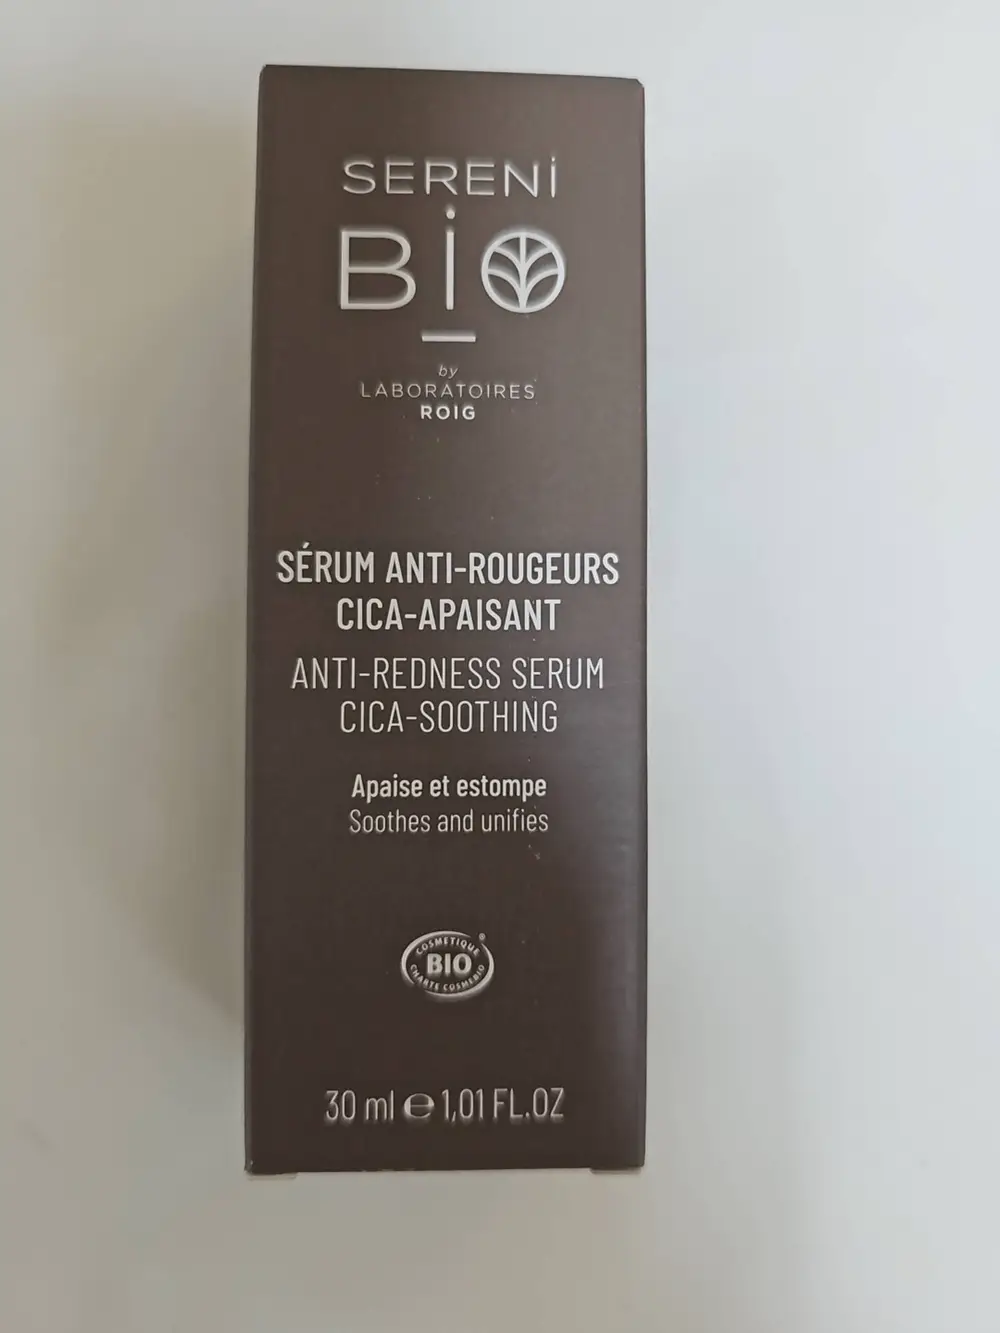 SERENi
BiO
by
LABORATOIRES
ROIG
SÉRUM ANTI-ROUGEURS
CICA-APAISANT
ANTI-REDNESS SERUM
CICA-SOOTHING
Apaise et estompe
Soothes and unifies
COSMETIQUE ®
BIO
CHARTE COSMEBIO
30 ml ℮ 1,01 FL.OZ